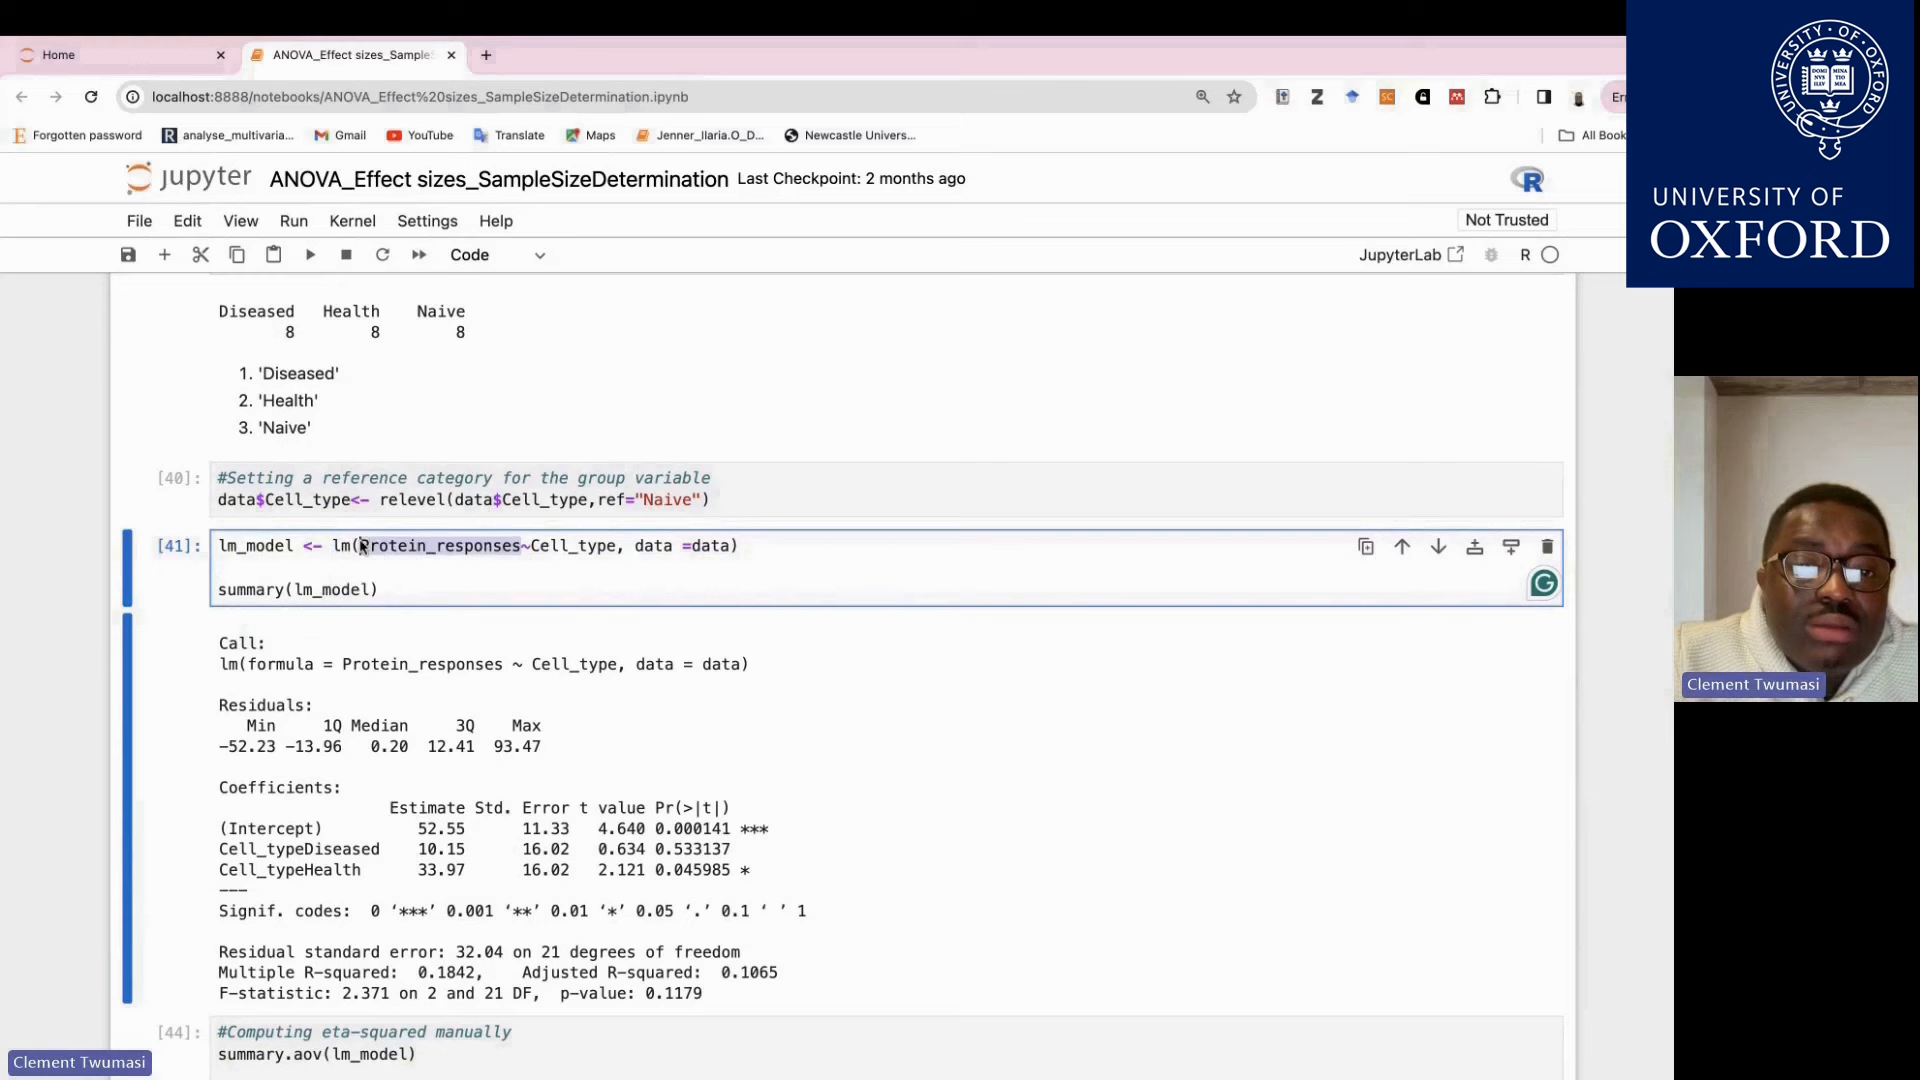 Home
ANOVA_Effect sizes_Sample
localhost:8888/notebooks/ANOVA_Effect%20sizes_SampleSizeDetermination.ipynb
Forgotten password
analyse_multivaria...
Gmail
YouTube
Translate
Maps
Jenner_Ilaria.O_D...
Newcastle Univers...
All Book
UNIVERSITY OF OXFORD
UNIVERSITY OF
OXFORD
jupyter ANOVA_Effect sizes_SampleSizeDetermination Last Checkpoint: 2 months ago
File Edit View Run Kernel Settings Help
Not Trusted
Code
JupyterLab
R
Diseased Health Naive
8 8 8
1. 'Diseased'
2. 'Health'
3. 'Naive'
[40]: #Setting a reference category for the group variable
data$Cell_type<- relevel(data$Cell_type,ref="Naive")
[41]: lm_model <- lm(Protein_responses~Cell_type, data =data)
summary(lm_model)
Call:
lm(formula = Protein_responses ~ Cell_type, data = data)
Residuals:
Min 1Q Median 3Q Max
-52.23 -13.96 0.20 12.41 93.47
Coefficients:
Estimate Std. Error t value Pr(>|t|)
(Intercept) 52.55 11.33 4.640 0.000141 ***
Cell_typeDiseased 10.15 16.02 0.634 0.533137
Cell_typeHealth 33.97 16.02 2.121 0.045985 *
---
Signif. codes: 0 ‘***’ 0.001 ‘**’ 0.01 ‘*’ 0.05 ‘.’ 0.1 ‘ ’ 1
Residual standard error: 32.04 on 21 degrees of freedom
Multiple R-squared: 0.1842, Adjusted R-squared: 0.1065
F-statistic: 2.371 on 2 and 21 DF, p-value: 0.1179
[44]: #Computing eta-squared manually
summary.aov(lm_model)
Clement Twumasi
Clement Twumasi